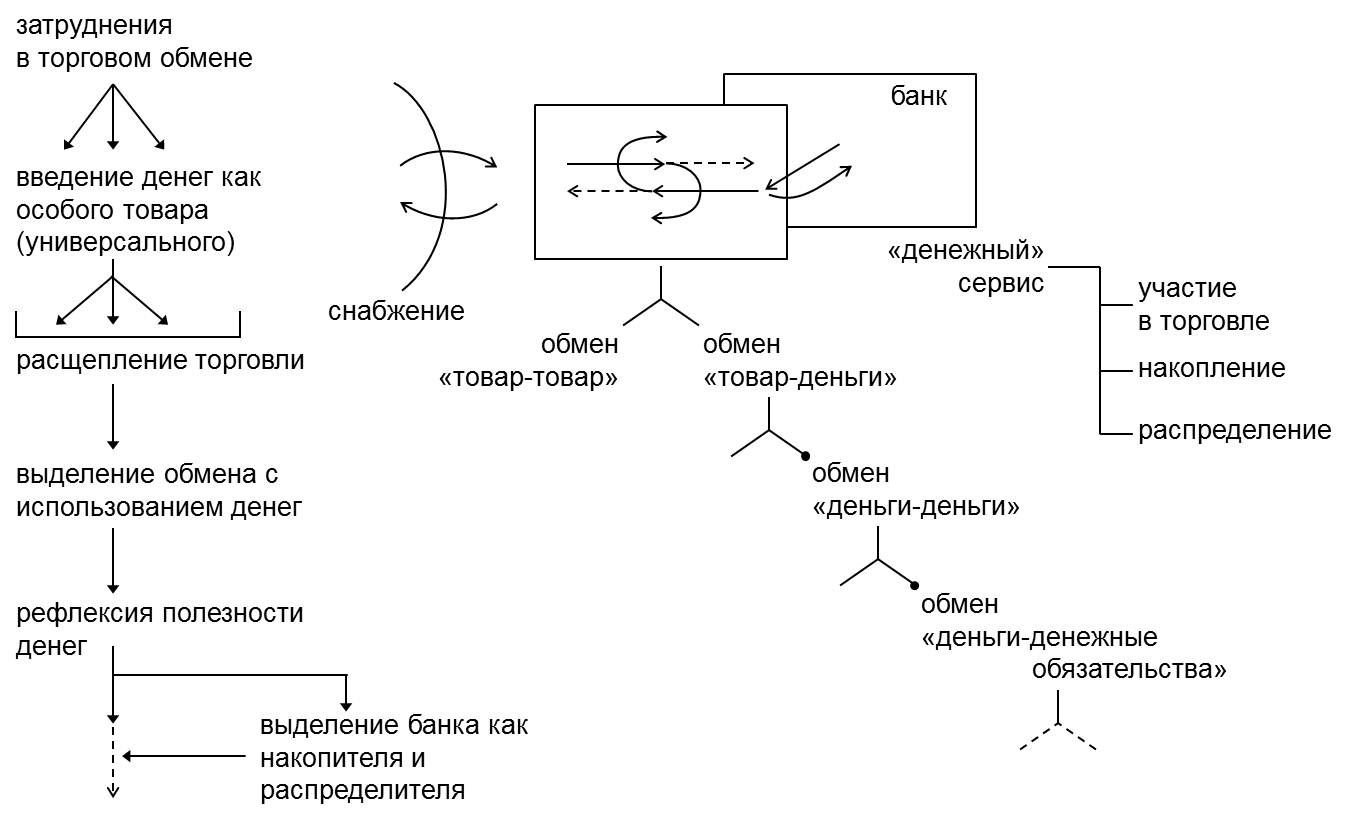 затруднения
в торговом обмене
введение денег как
особого товара
(универсального)
расщепление торговли
выделение обмена с
использованием денег
рефлексия полезности
денег
выделение банка как
накопителя и
распределителя
снабжение
банк
«денежный»
сервис
участие
в торговле
накопление
распределение
обмен
«товар-товар»
обмен
«товар-деньги»
обмен
«деньги-деньги»
обмен
«деньги-денежные
обязательства»